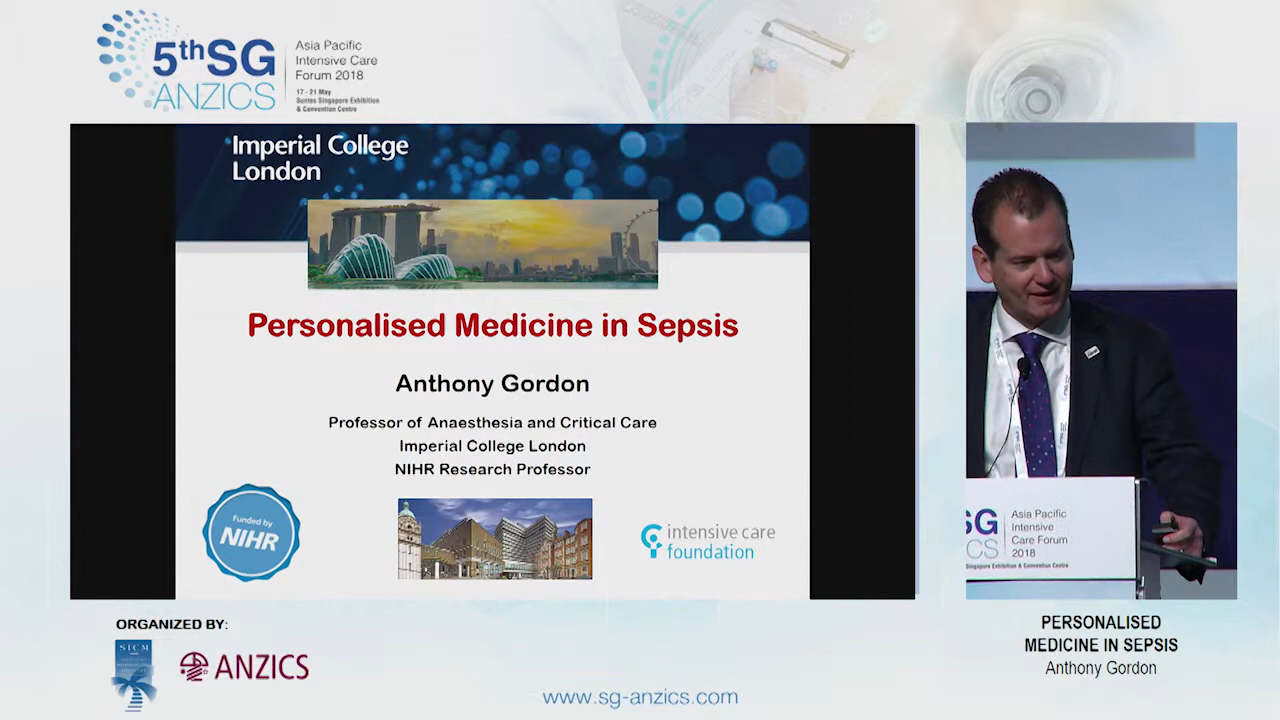 5thSG
ANZICS
Asia Pacific
Intensive Care
Forum 2018
17 - 21 May
Suntec Singapore Exhibition
& Convention Centre
Imperial College
London
Personalised Medicine in Sepsis
Anthony Gordon
Professor of Anaesthesia and Critical Care
Imperial College London
NIHR Research Professor
Funded by
NIHR
intensive care
foundation
SG
CS
Asia Pacific
Intensive
Care Forum
2018
Singapore Exhibition & Convention Centre
PERSONALISED
MEDICINE IN SEPSIS
Anthony Gordon
ORGANIZED BY:
SICM
ANZICS
www.sg-anzics.com